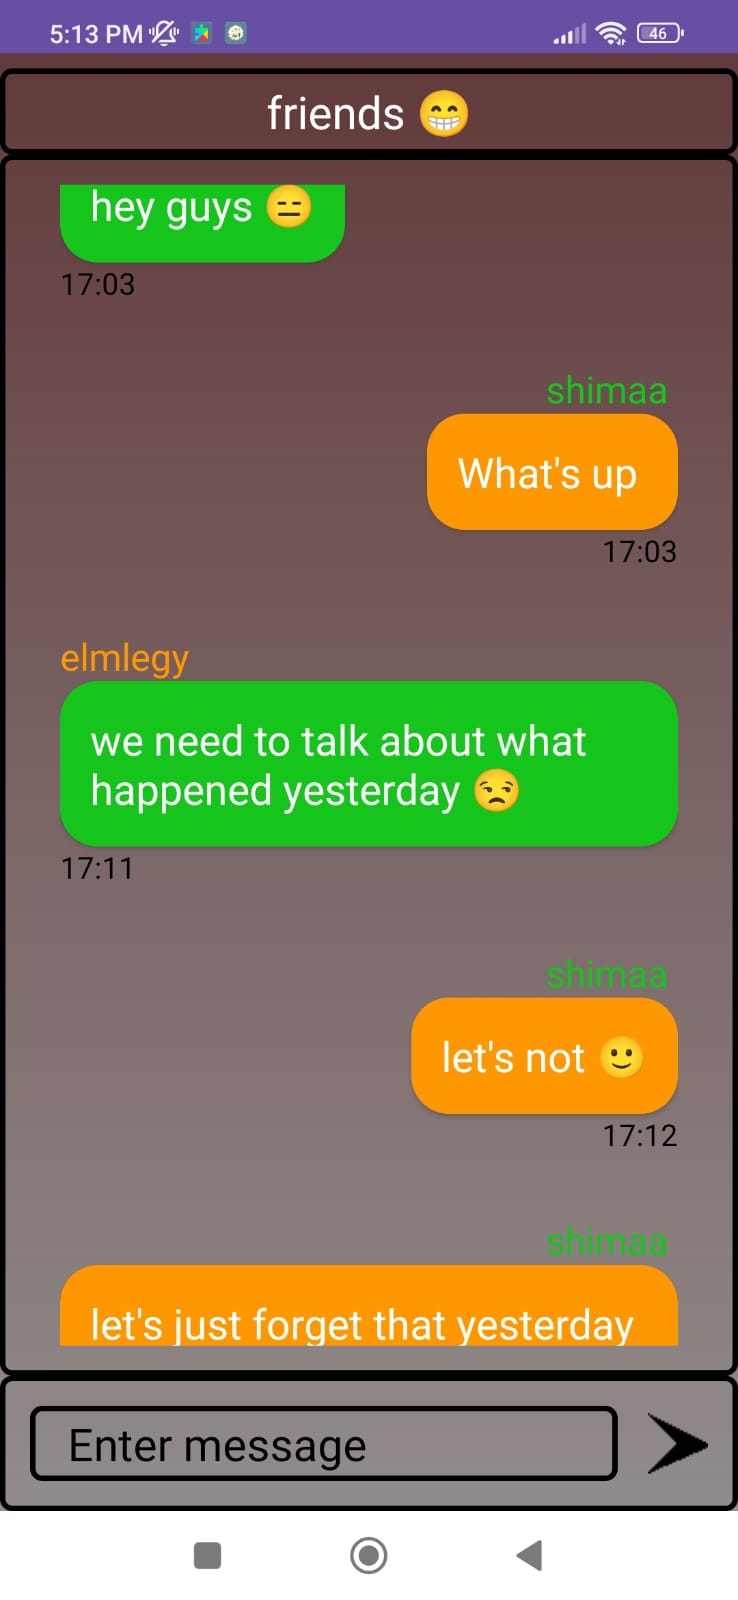 5:13 PM
46
friends 😁
hey guys 😑
17:03
shimaa
What's up
17:03
elmlegy
we need to talk about what
happened yesterday 😒
17:11
shimaa
let's not 🙂
17:12
shimaa
let's just forget that yesterday
Enter message